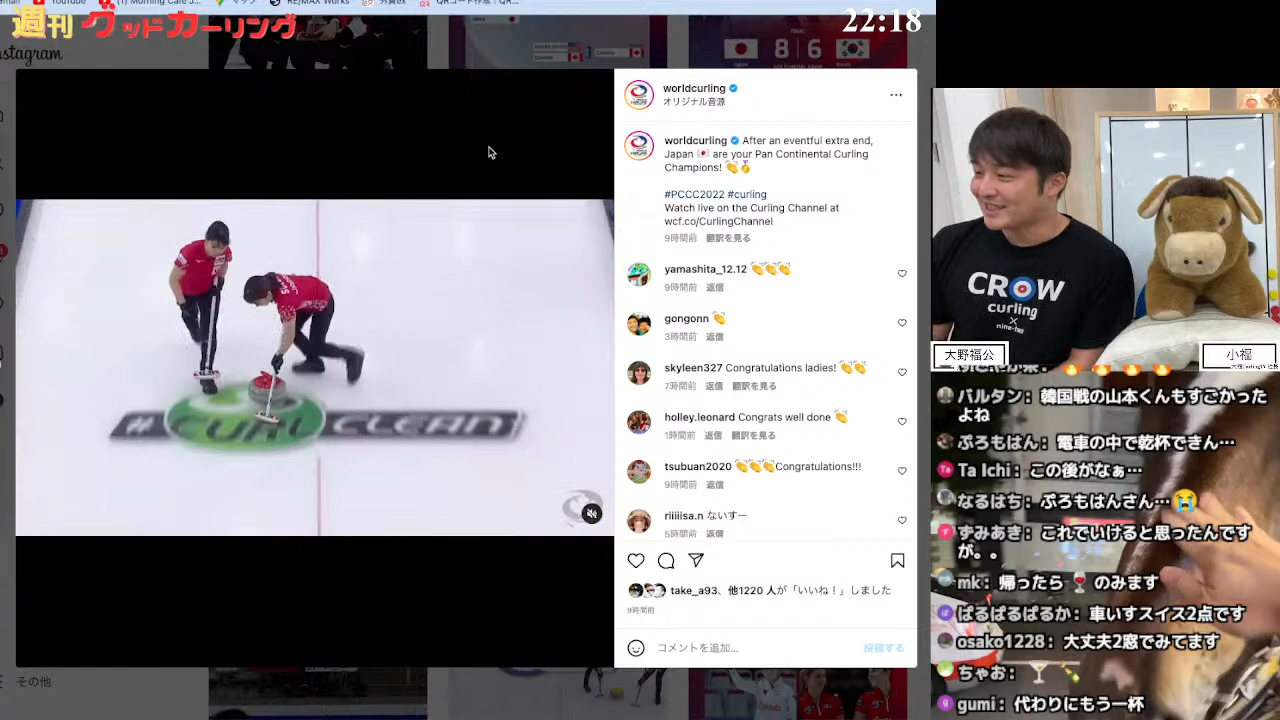 週刊グッドカーリング
22:18
worldcurling
オリジナル音源
worldcurling After an eventful extra end,
Japan 🇯🇵 are your Pan Continental Curling
Champions! 👏🥇
#PCCC2022 #curling
Watch live on the Curling Channel at
wcf.co/CurlingChannel
9時間前 翻訳を見る
yamashita_12.12 👏👏👏
9時間前 返信
gongonn 👏
3時間前 返信
skyleen327 Congratulations ladies! 👏👏
7時間前 返信 翻訳を見る
holley.leonard Congrats well done 👏
1時間前 返信 翻訳を見る
tsubuan2020 👏👏👏Congratulations!!!
9時間前 返信
riiiiisa.n ないすー
5時間前 返信
take_a93、他1220 人が「いいね！」しました
9時間前
コメントを追加...
投稿する
その他
# CURL CLEAN
8 6
CROW
curling
×
nine-tap
大野福公
小福
バルタン: 韓国戦の山本くんもすごかった
よね
ぷろもはん: 電車の中で乾杯できん…
Ta Ichi: この後がなぁ…
なるはち: ぷろもはんさん…😭
ずみあき: これでいけると思ったんです
が。。
mk: 帰ったら🍷のみます
ぱるぱるぱるか: 車いすスイス2点です
osako1228: 大丈夫2窓でみてます
ちゃお: 🍸🍾
gumi: 代わりにもう一杯